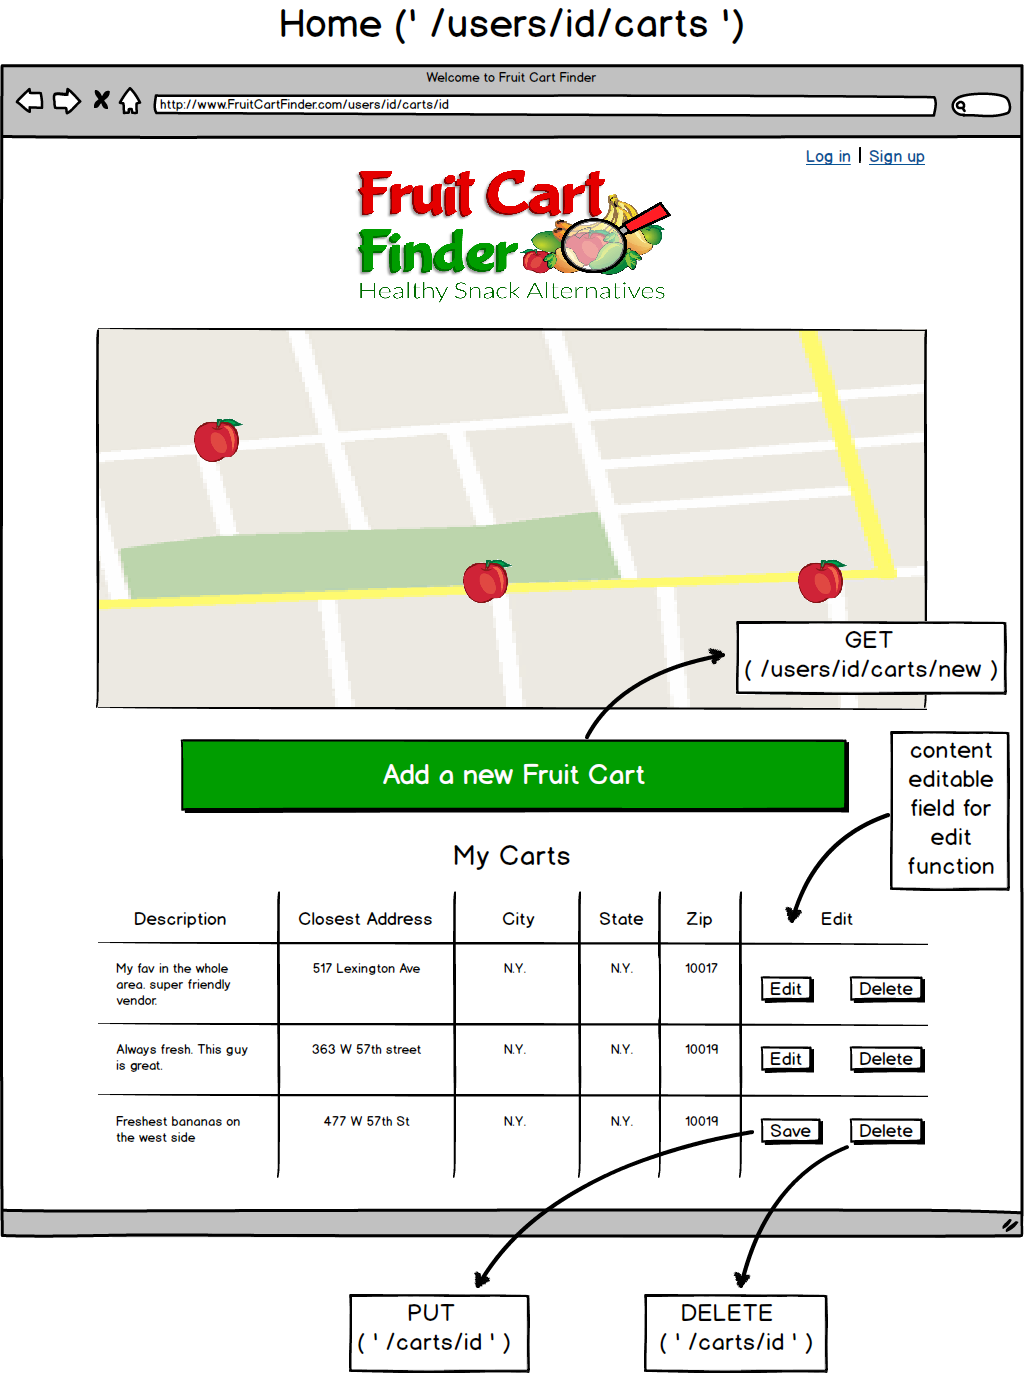 Home (' /users/id/carts ')
Welcome to Fruit Cart Finder
http://www.FruitCartFinder.com/users/id/carts/id
Log in | Sign up
Fruit Cart
Finder
Healthy Snack Alternatives
GET
( /users/id/carts/new )
Add a new Fruit Cart
content
editable
field for
edit
function
My Carts
Description Closest Address City State Zip Edit
My fav in the whole
area. super friendly
vendor.
517 Lexington Ave N.Y. N.Y. 10017
Edit Delete
Always fresh. This guy
is great.
363 W 57th street N.Y. N.Y. 10019
Edit Delete
Freshest bananas on
the west side
477 W 57th St N.Y. N.Y. 10019
Save Delete
PUT
( ' /carts/id ' )
DELETE
( ' /carts/id ' )